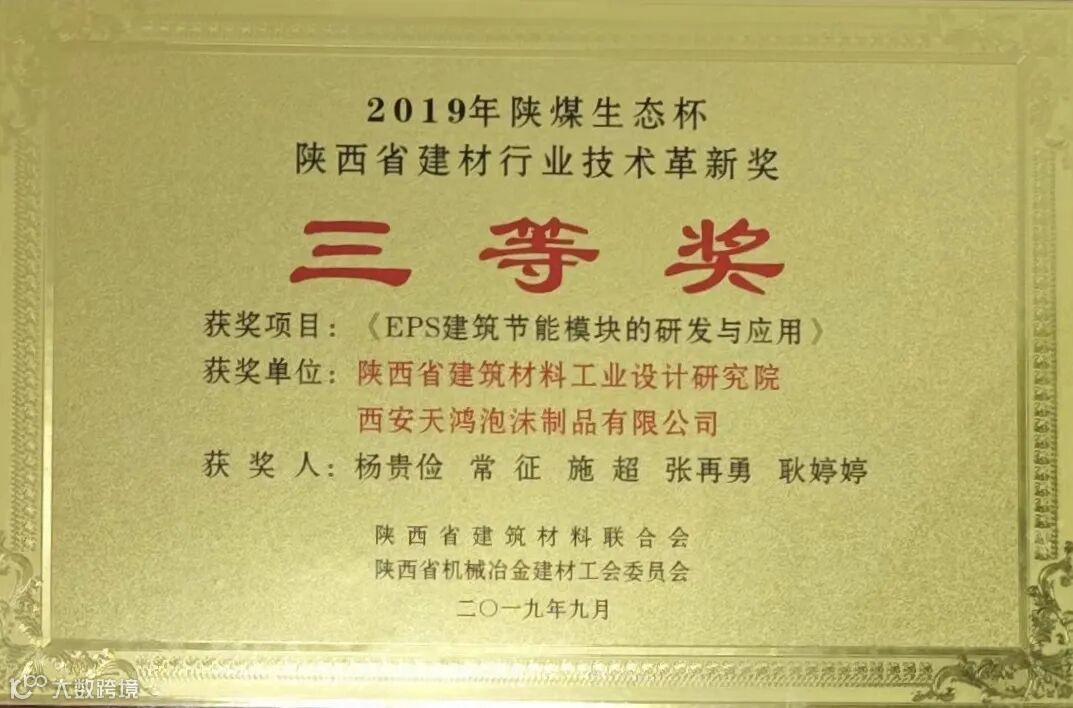 2019年陕煤生态杯
陕西省建材行业技术革新奖
三等奖
获奖项目：《EPS建筑节能模块的研发与应用》
获奖单位：陕西省建筑材料工业设计研究院
西安天鸿泡沫制品有限公司
获奖人：杨贵俭 常征 施超 张再勇 耿婷婷
陕西省建筑材料联合会
陕西省机械冶金建材工会委员会
二〇一九年九月
大数跨境